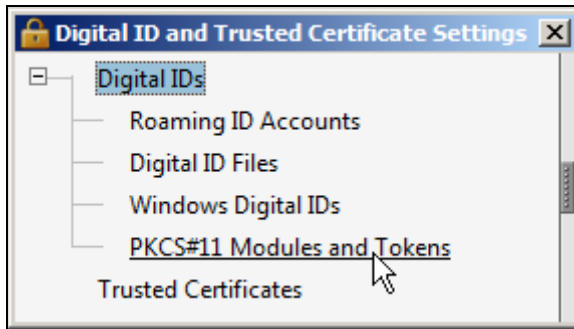 Digital ID and Trusted Certificate Settings
Digital IDs
Roaming ID Accounts
Digital ID Files
Windows Digital IDs
PKCS#11 Modules and Tokens
Trusted Certificates